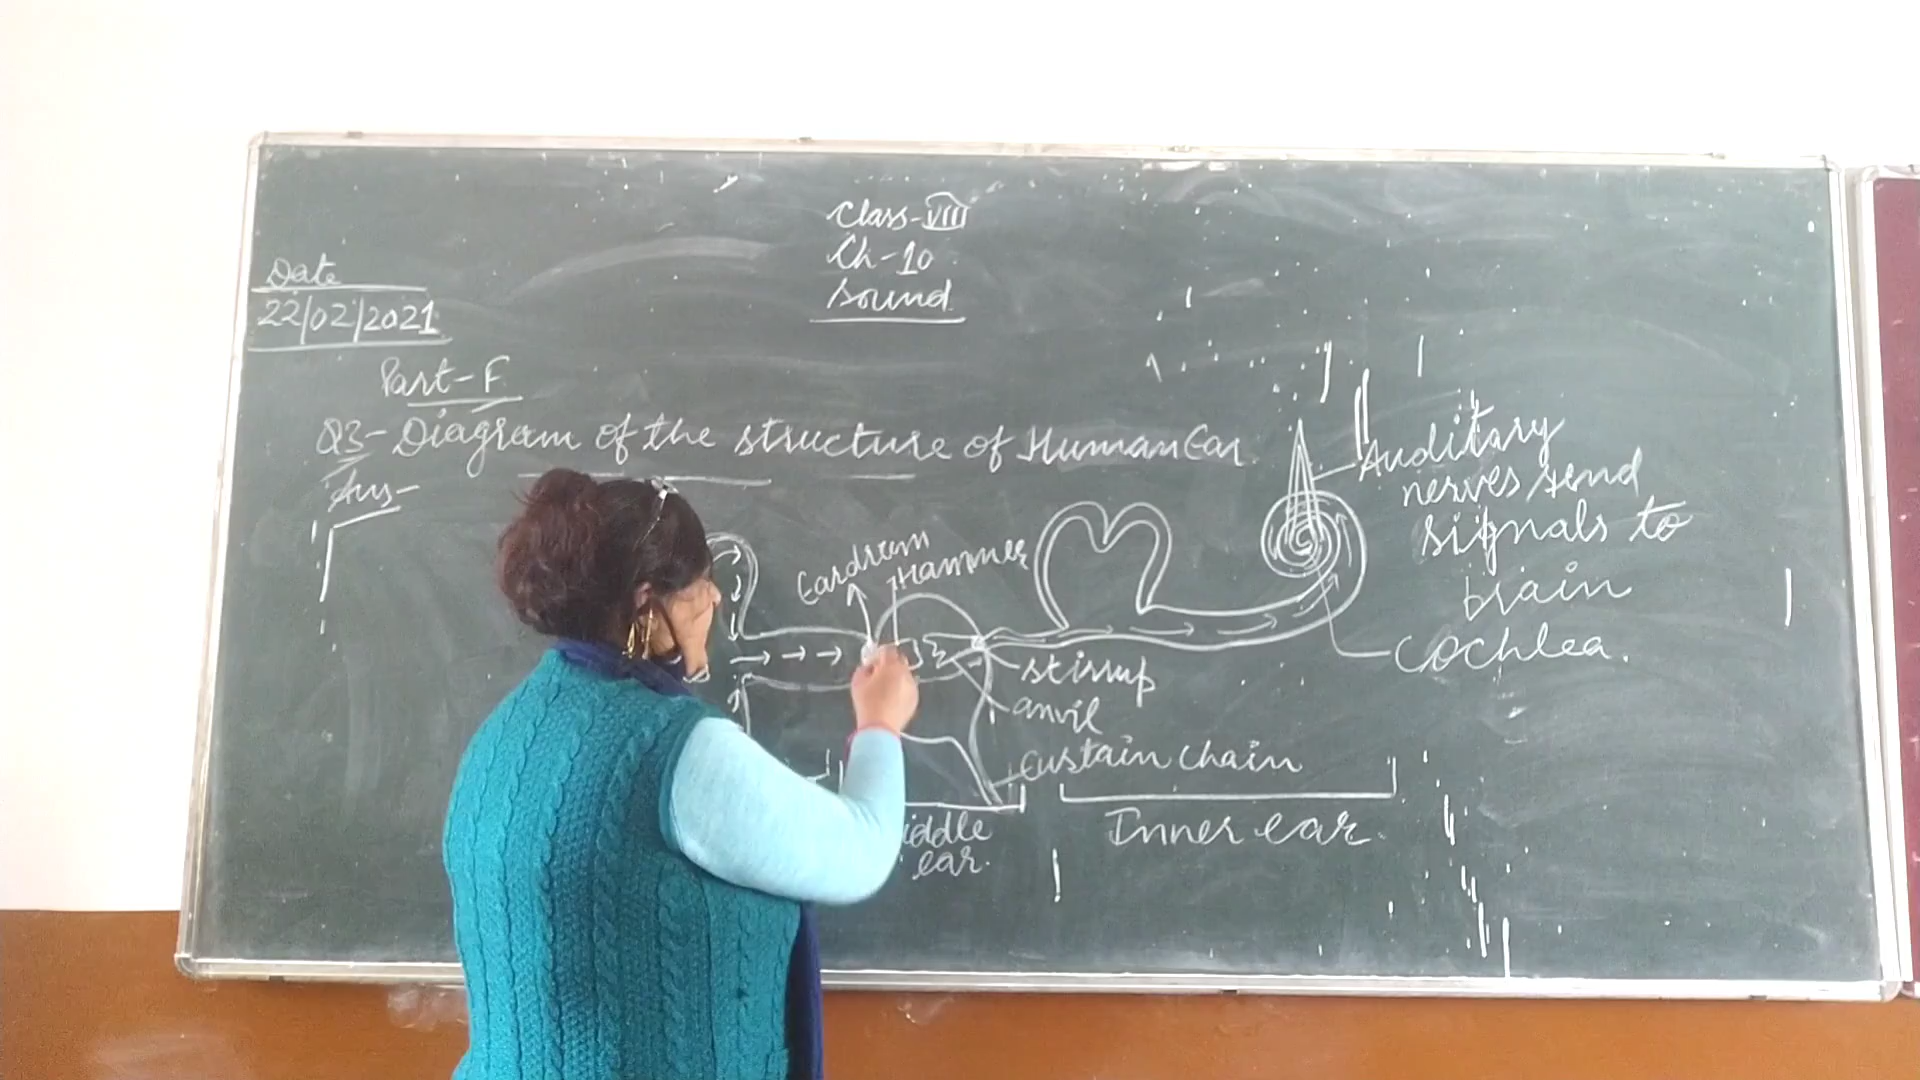 Class-VIII
Ch-10
Sound
Date
22/02/2021
Part-F
Q3-Diagram of the structure of Human Ear.
Ans-
Eardrum
Hammer
Auditary
nerves send
signals to
brain
Cochlea.
stirrup
anvil
Custain chain
iddle
ear.
Inner ear.